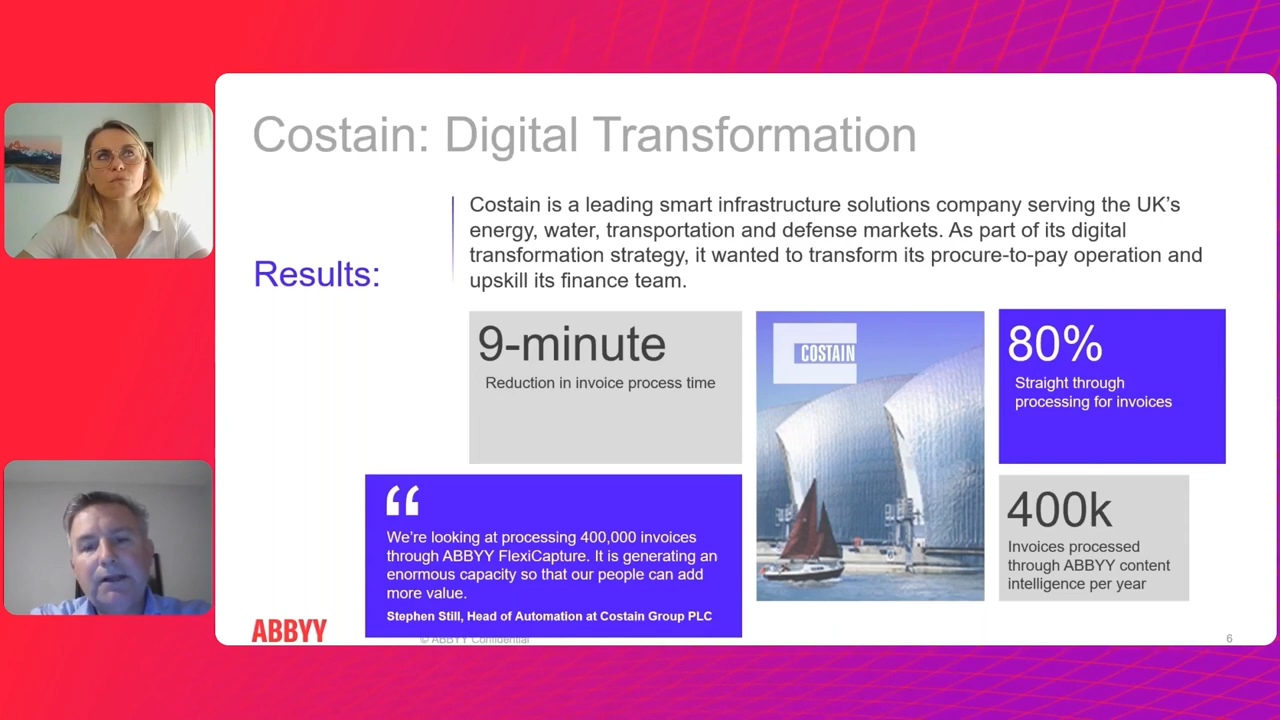 Costain: Digital Transformation
Costain is a leading smart infrastructure solutions company serving the UK’s
energy, water, transportation and defense markets. As part of its digital
transformation strategy, it wanted to transform its procure-to-pay operation and
upskill its finance team.
Results:
9-minute
Reduction in invoice process time
COSTAIN
80%
Straight through
processing for invoices
“
We’re looking at processing 400,000 invoices
through ABBYY FlexiCapture. It is generating an
enormous capacity so that our people can add
more value.
Stephen Still, Head of Automation at Costain Group PLC
400k
Invoices processed
through ABBYY content
intelligence per year
ABBYY
© ABBYY Confidential
6